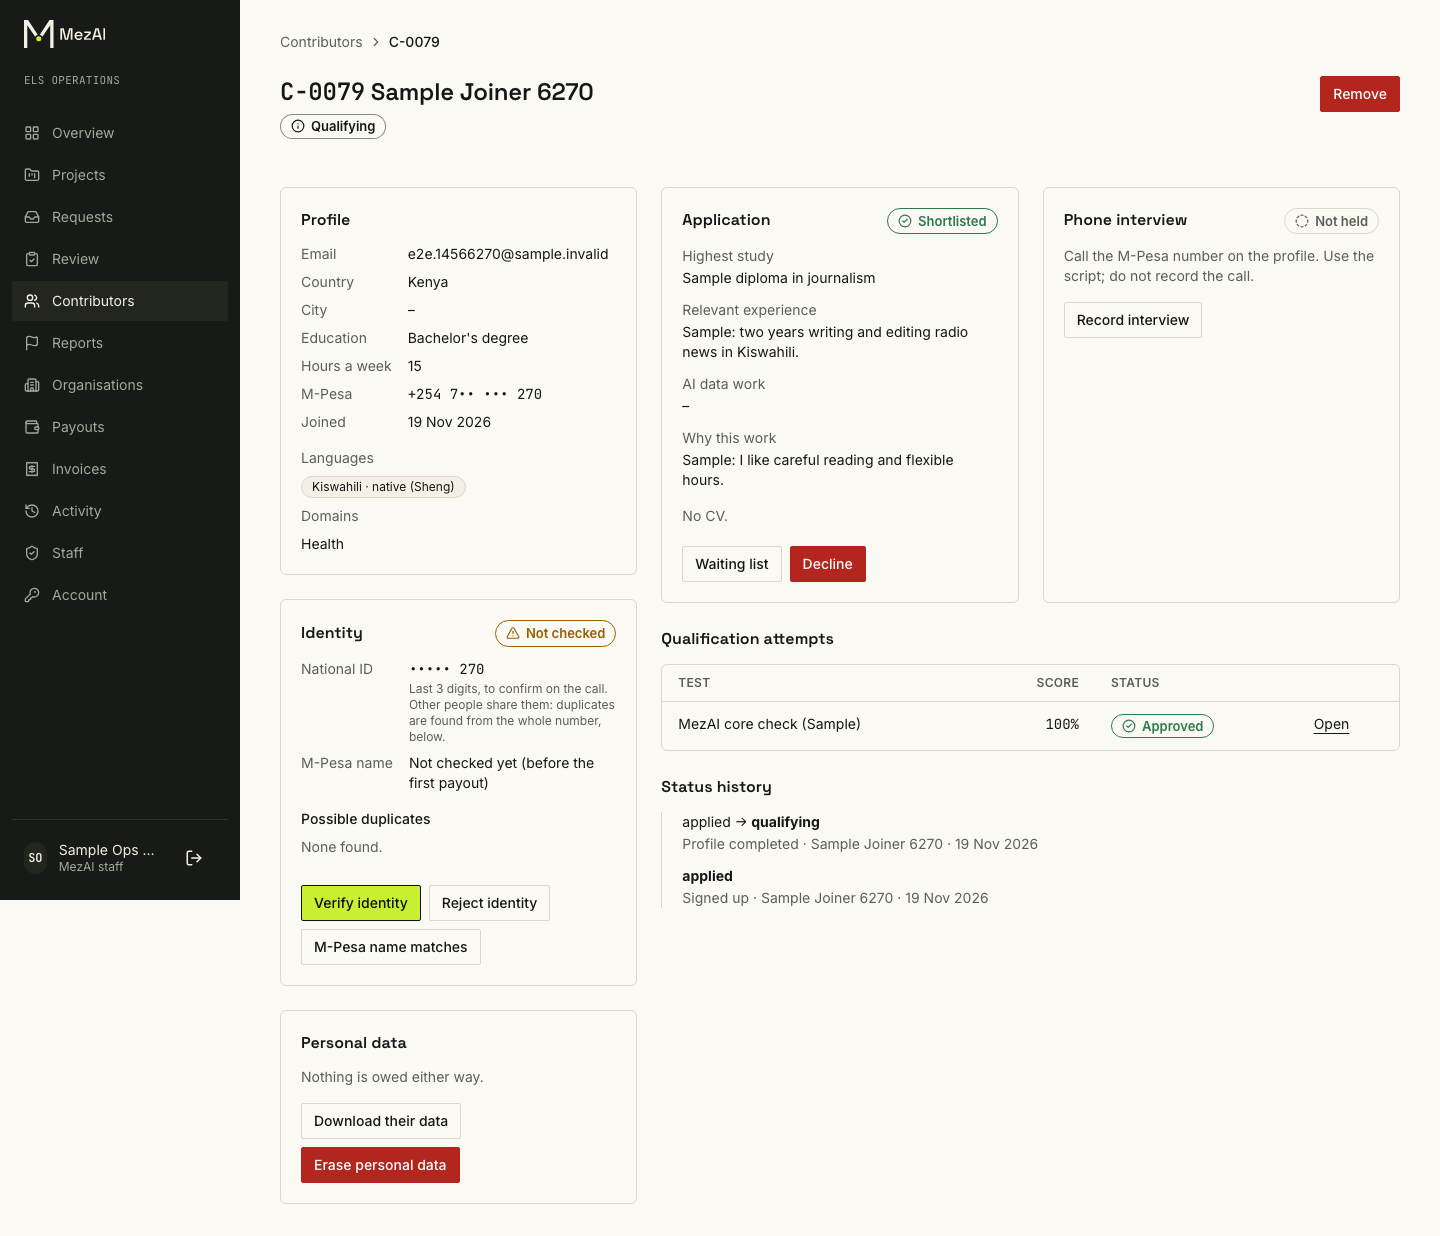 MezAI
ELS OPERATIONS
Overview
Projects
Requests
Review
Contributors
Reports
Organisations
Payouts
Invoices
Activity
Staff
Account
SO
Sample Ops ...
MezAI staff
Contributors > C-0079
C-0079 Sample Joiner 6270
Remove
Qualifying
Profile
Email e2e.14566270@sample.invalid
Country Kenya
City –
Education Bachelor's degree
Hours a week 15
M-Pesa +254 7•• ••• 270
Joined 19 Nov 2026
Languages
Kiswahili · native (Sheng)
Domains
Health
Identity
Not checked
National ID ••••• 270
Last 3 digits, to confirm on the call.
Other people share them: duplicates
are found from the whole number,
below.
M-Pesa name Not checked yet (before the
first payout)
Possible duplicates
None found.
Verify identity
Reject identity
M-Pesa name matches
Personal data
Nothing is owed either way.
Download their data
Erase personal data
Application
Shortlisted
Highest study
Sample diploma in journalism
Relevant experience
Sample: two years writing and editing radio
news in Kiswahili.
AI data work
–
Why this work
Sample: I like careful reading and flexible
hours.
No CV.
Waiting list
Decline
Phone interview
Not held
Call the M-Pesa number on the profile. Use the
script; do not record the call.
Record interview
Qualification attempts
TEST SCORE STATUS
MezAI core check (Sample) 100% Approved Open
Status history
applied → qualifying
Profile completed · Sample Joiner 6270 · 19 Nov 2026
applied
Signed up · Sample Joiner 6270 · 19 Nov 2026